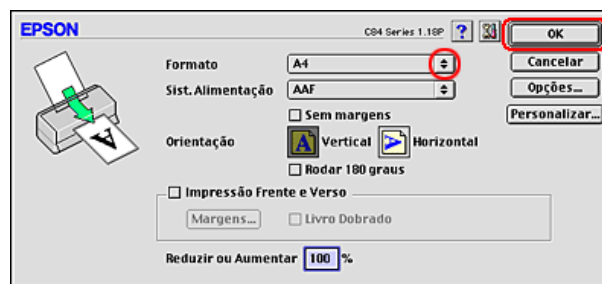 EPSON
C84 Series 1.18P ?
OK
Formato A4
Cancelar
Sist. Alimentação AAF
Opções...
Sem margens
Personalizar...
Orientação A Vertical Horizontal
Rodar 180 graus
Impressão Frente e Verso
Margens... Livro Dobrado
Reduzir ou Aumentar 100 %